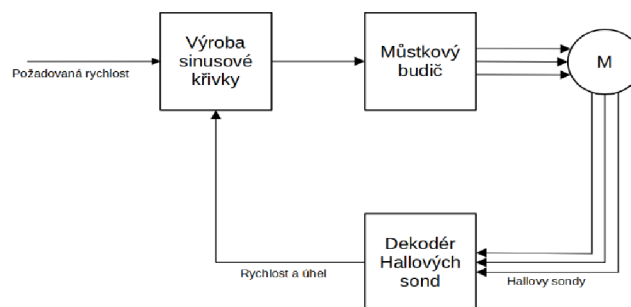 Výroba
sinusové
křivky
Můstkový
budič
M
Požadovaná rychlost
Dekodér
Hallových
sond
Rychlost a úhel
Hallovy sondy